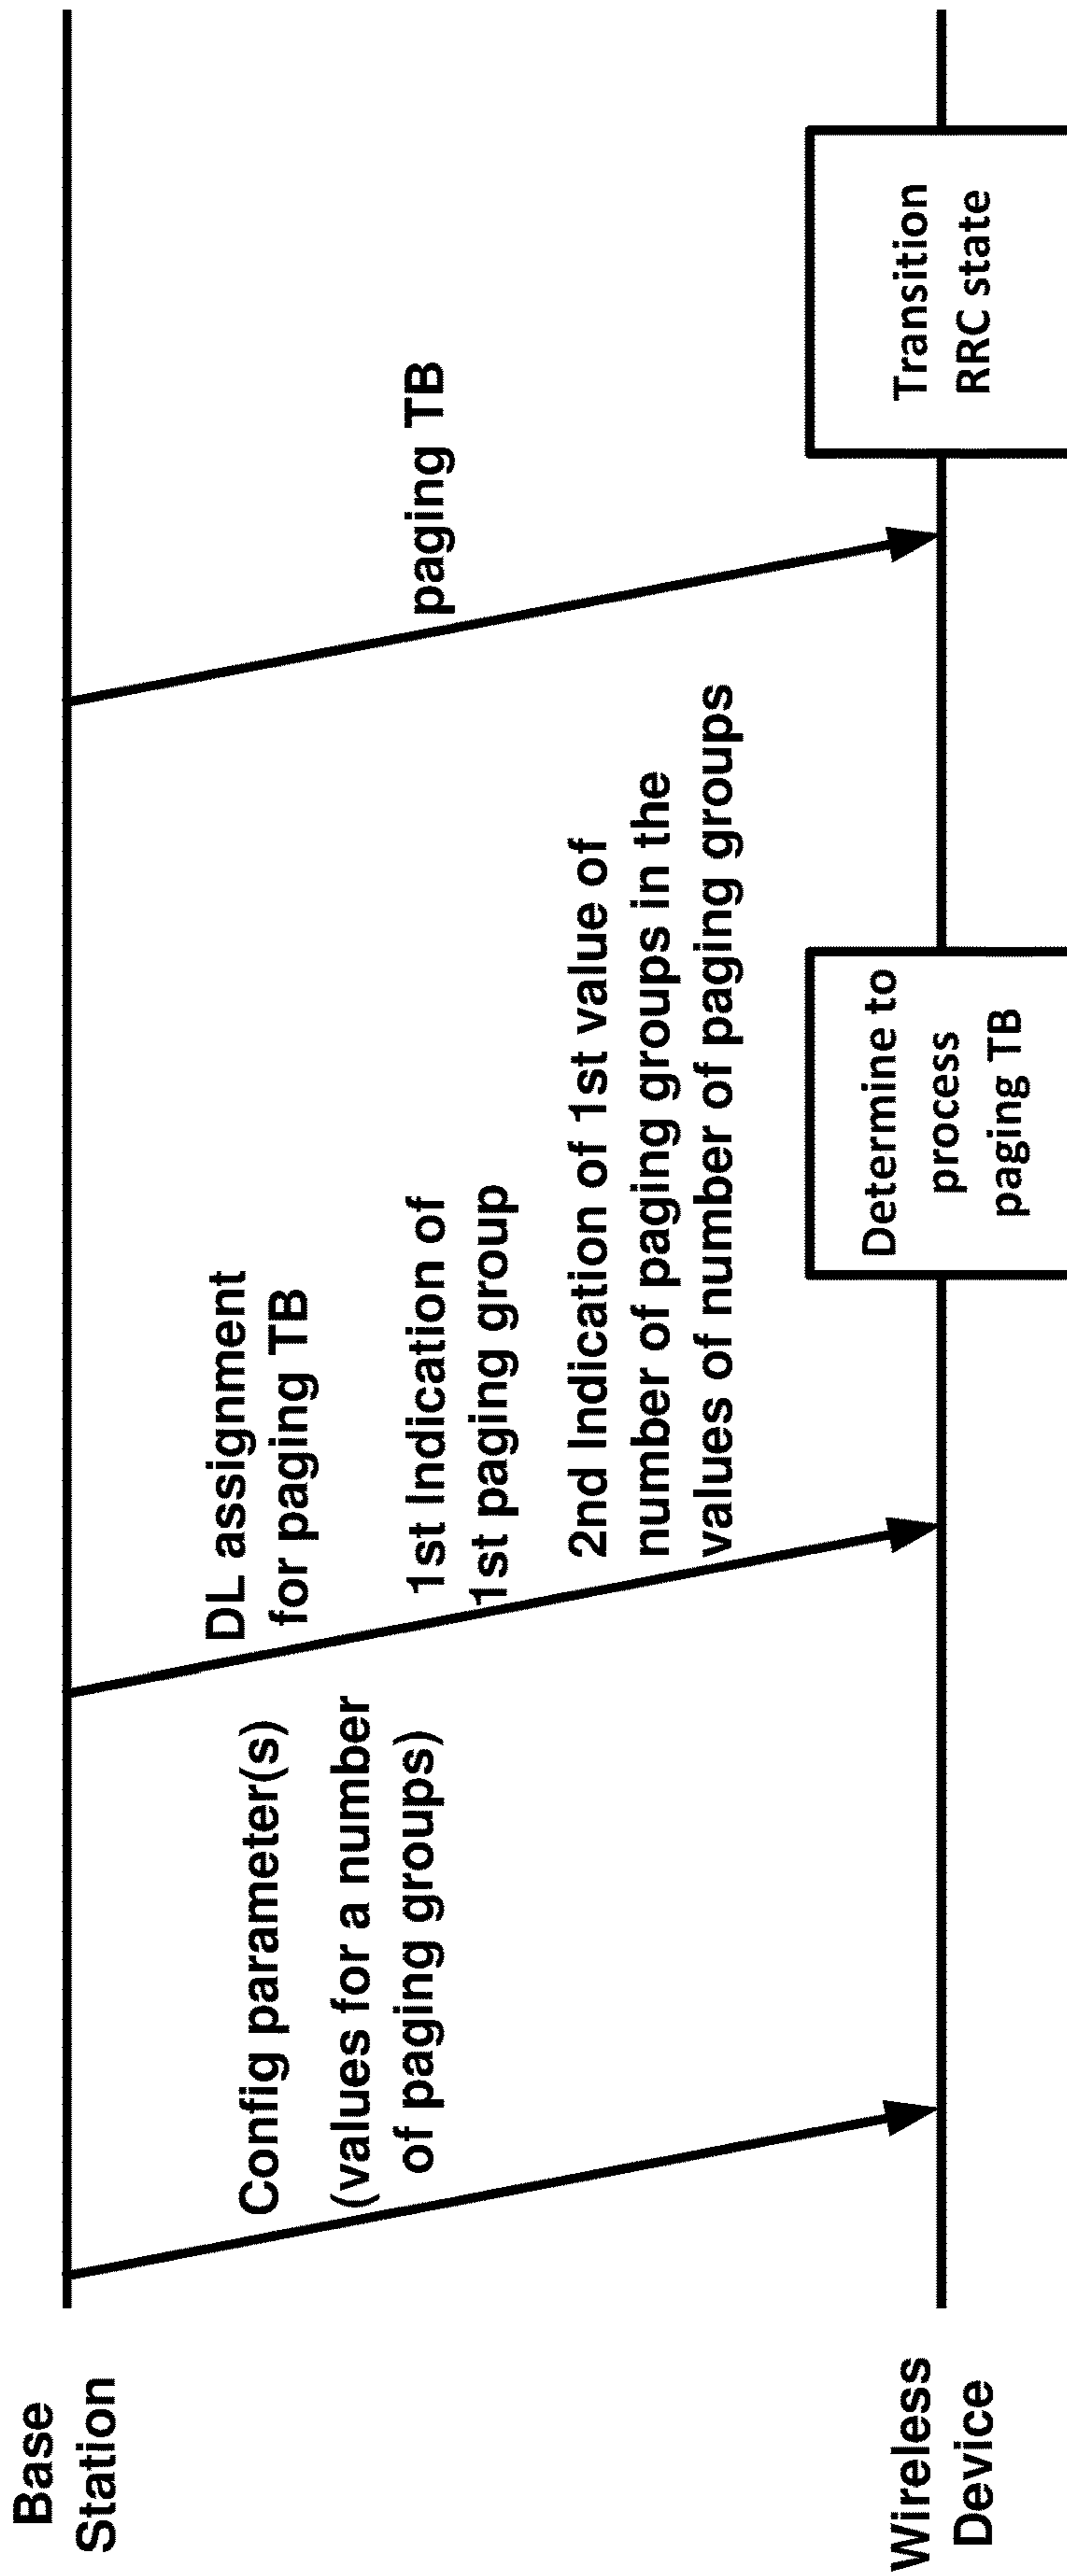 Base
Station
Config parameter(s)
(values for a number
of paging groups)
DL assignment
for paging TB
1st Indication of
1st paging group
2nd Indication of 1st value of
number of paging groups in the
values of number of paging groups
paging TB
Wireless
Device
Determine to
process
paging TB
Transition
RRC state